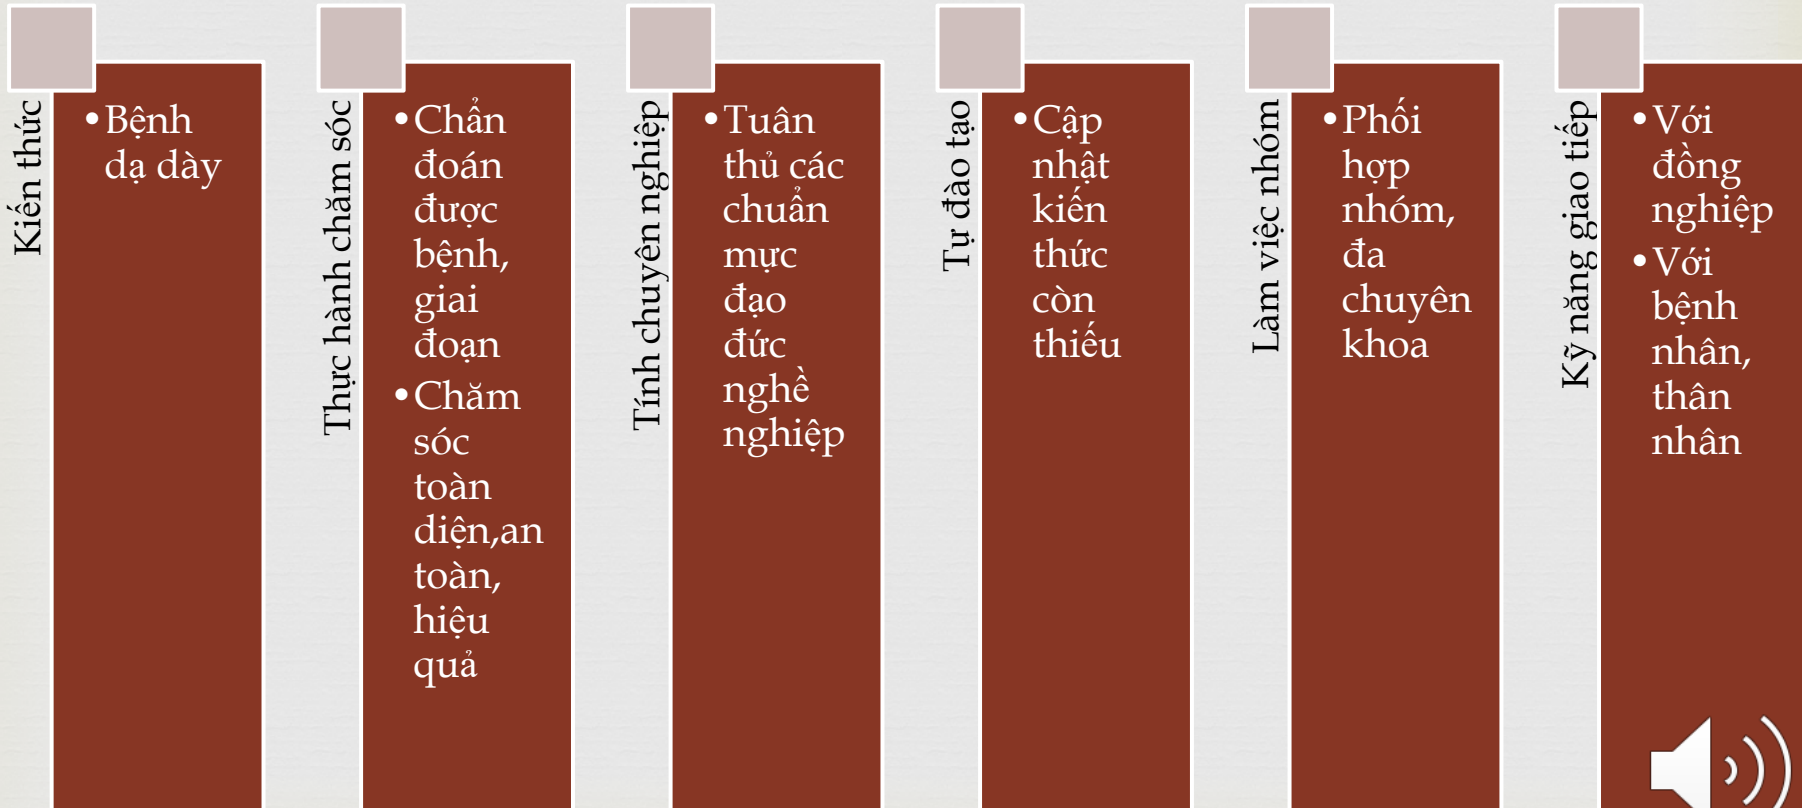 Kiến thức
•Bệnh
dạ dày
Thực hành chăm sóc
•Chẩn
đoán
được
bệnh,
giai
đoạn
•Chăm
sóc
toàn
diện,an
toàn,
hiệu
quả
Tính chuyên nghiệp
•Tuân
thủ các
chuẩn
mực
đạo
đức
nghề
nghiệp
Tự đào tạo
•Cập
nhật
kiến
thức
còn
thiếu
Làm việc nhóm
•Phối
hợp
nhóm,
đa
chuyên
khoa
Kỹ năng giao tiếp
•Với
đồng
nghiệp
•Với
bệnh
nhân,
thân
nhân